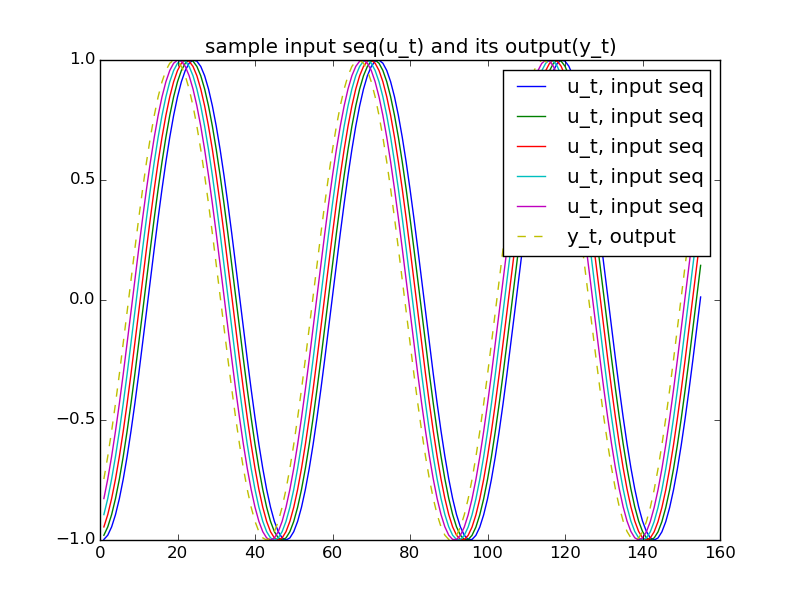 sample input seq(u_t) and its output(y_t)
1.0
0.5
0.0
−0.5
−1.0
u_t, input seq
u_t, input seq
u_t, input seq
u_t, input seq
u_t, input seq
y_t, output
0 20 40 60 80 100 120 140 160